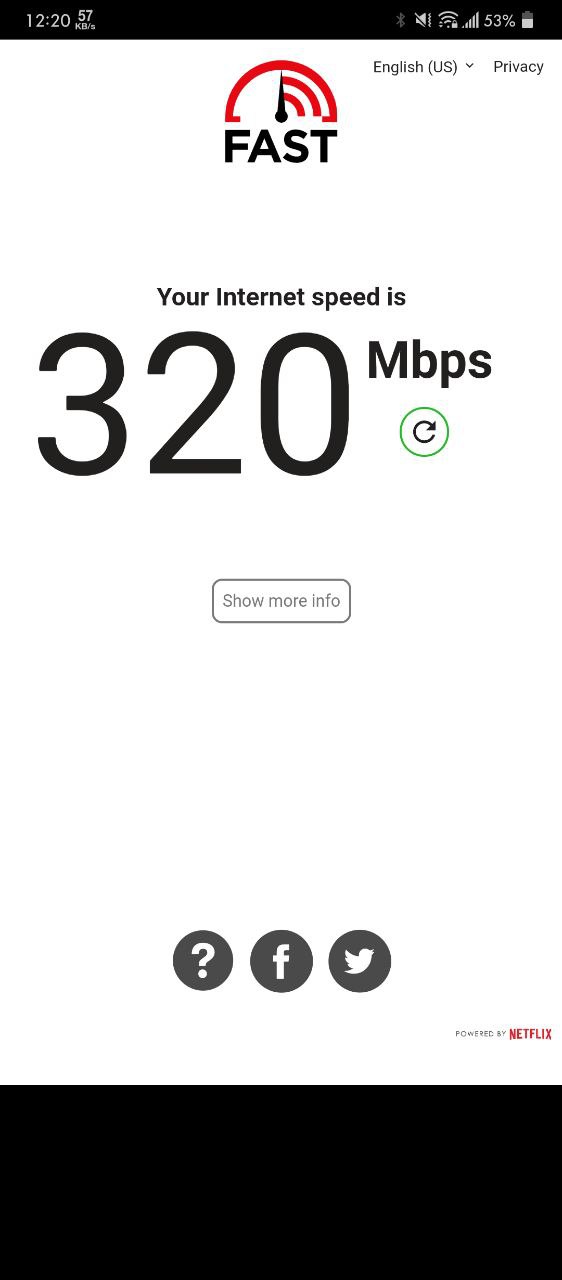 12:20 57 KB/s 53%
English (US) Privacy
FAST
Your Internet speed is
320 Mbps
Show more info
POWERED BY NETFLIX